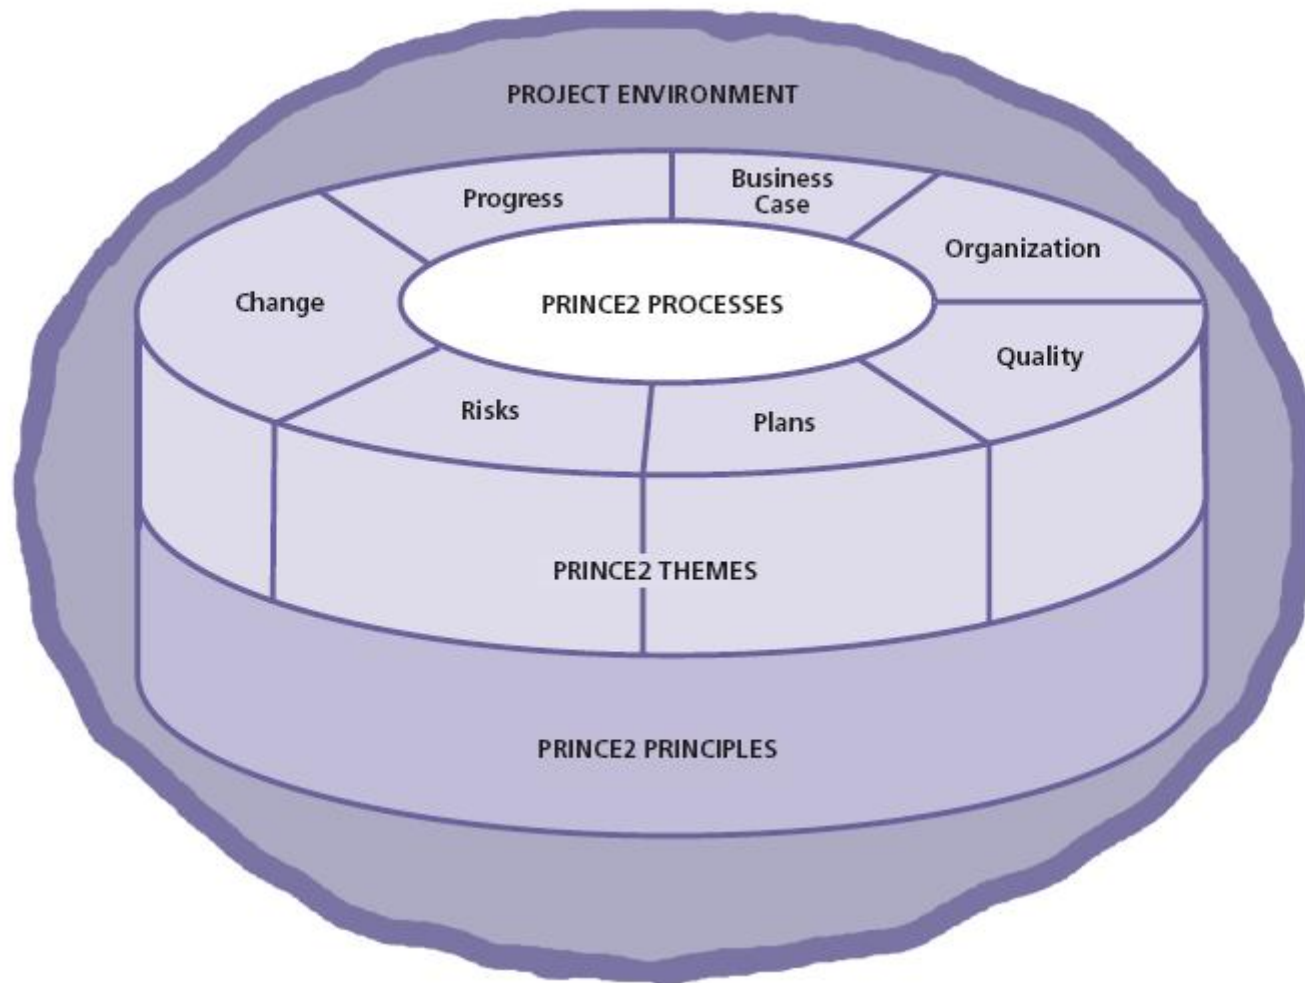 PROJECT ENVIRONMENT
Progress
Business
Case
Organization
Change
PRINCE2 PROCESSES
Quality
Risks
Plans
PRINCE2 THEMES
PRINCE2 PRINCIPLES